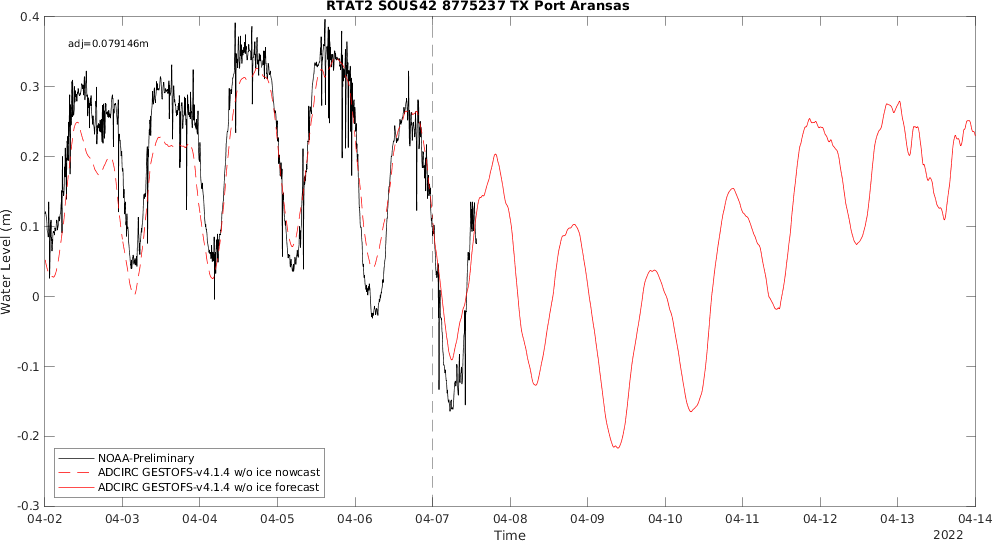 RTAT2 SOUS42 8775237 TX Port Aransas
adj=0.079146m
0.4
0.3
0.2
0.1
0
-0.1
-0.2
-0.3
Water Level (m)
NOAA-Preliminary
ADCIRC GESTOFS-v4.1.4 w/o ice nowcast
ADCIRC GESTOFS-v4.1.4 w/o ice forecast
04-02 04-03 04-04 04-05 04-06 04-07 04-08 04-09 04-10 04-11 04-12 04-13 04-14
Time
2022